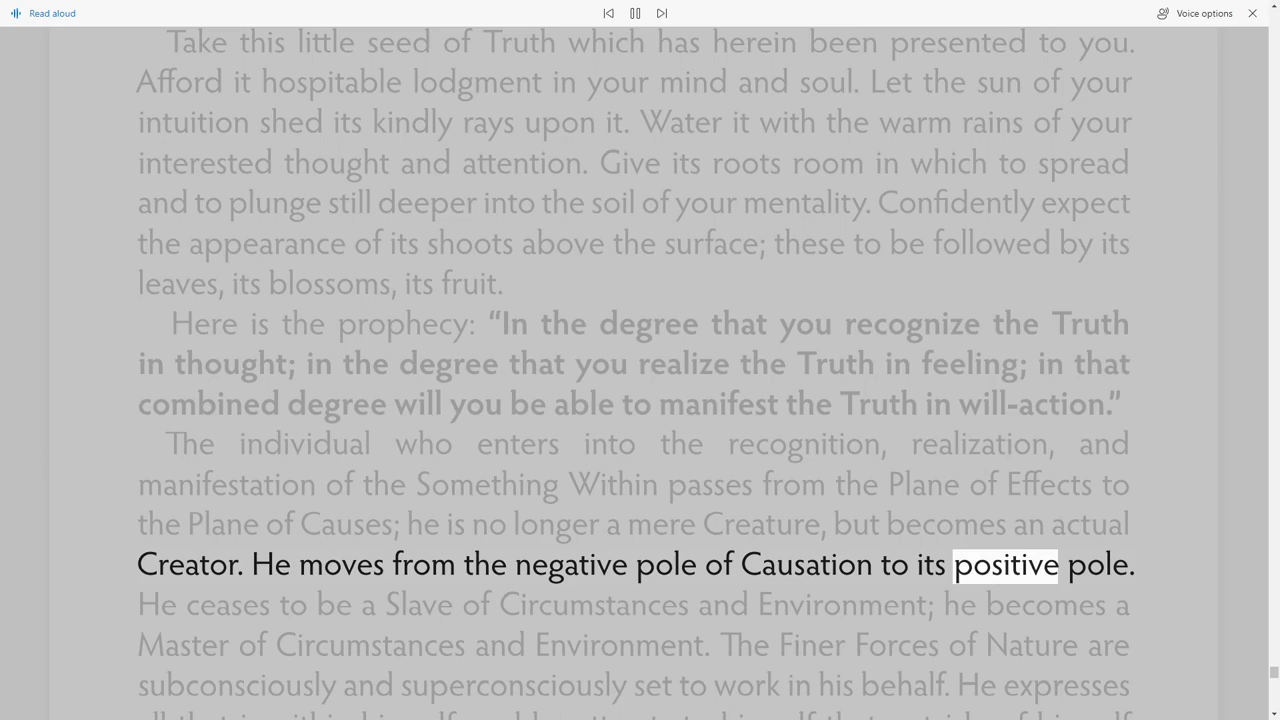 Read aloud
Voice options
Take this little seed of Truth which has herein been presented to you.
Afford it hospitable lodgment in your mind and soul. Let the sun of your
intuition shed its kindly rays upon it. Water it with the warm rains of your
interested thought and attention. Give its roots room in which to spread
and to plunge still deeper into the soil of your mentality. Confidently expect
the appearance of its shoots above the surface; these to be followed by its
leaves, its blossoms, its fruit.
Here is the prophecy: “In the degree that you recognize the Truth
in thought; in the degree that you realize the Truth in feeling; in that
combined degree will you be able to manifest the Truth in will-action.”
The individual who enters into the recognition, realization, and
manifestation of the Something Within passes from the Plane of Effects to
the Plane of Causes; he is no longer a mere Creature, but becomes an actual
Creator. He moves from the negative pole of Causation to its positive pole.
He ceases to be a Slave of Circumstances and Environment; he becomes a
Master of Circumstances and Environment. The Finer Forces of Nature are
subconsciously and superconsciously set to work in his behalf. He expresses